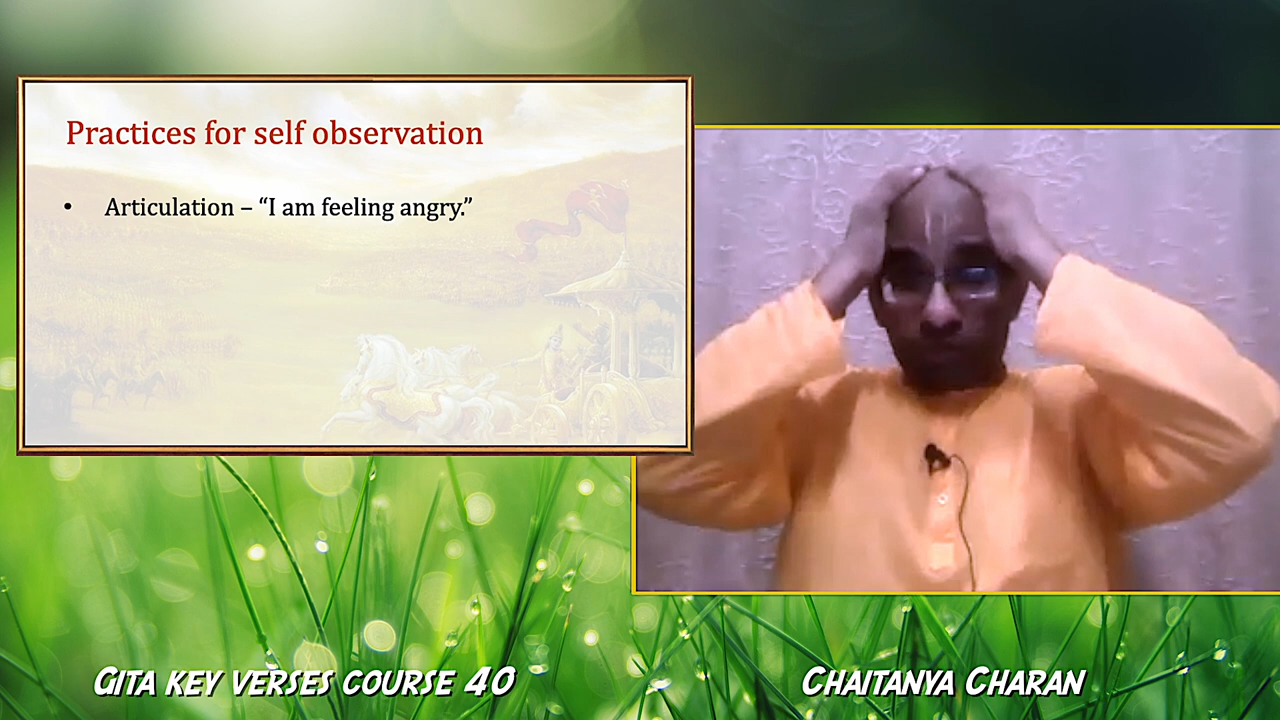 Practices for self observation
• Articulation – “I am feeling angry.”
GITA KEY VERSES COURSE 40
CHAITANYA CHARAN